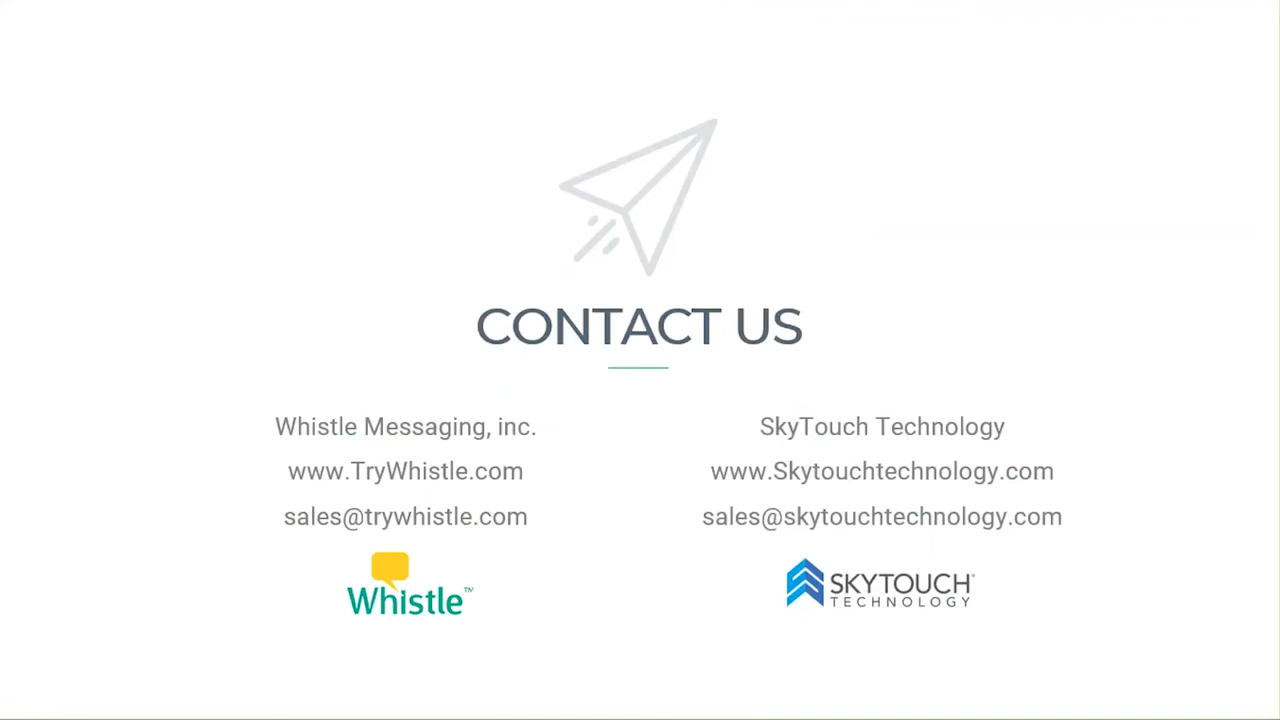 CONTACT US
Whistle Messaging, inc.
www.TryWhistle.com
sales@trywhistle.com
Whistle™
SkyTouch Technology
www.Skytouchtechnology.com
sales@skytouchtechnology.com
SKYTOUCH®
TECHNOLOGY